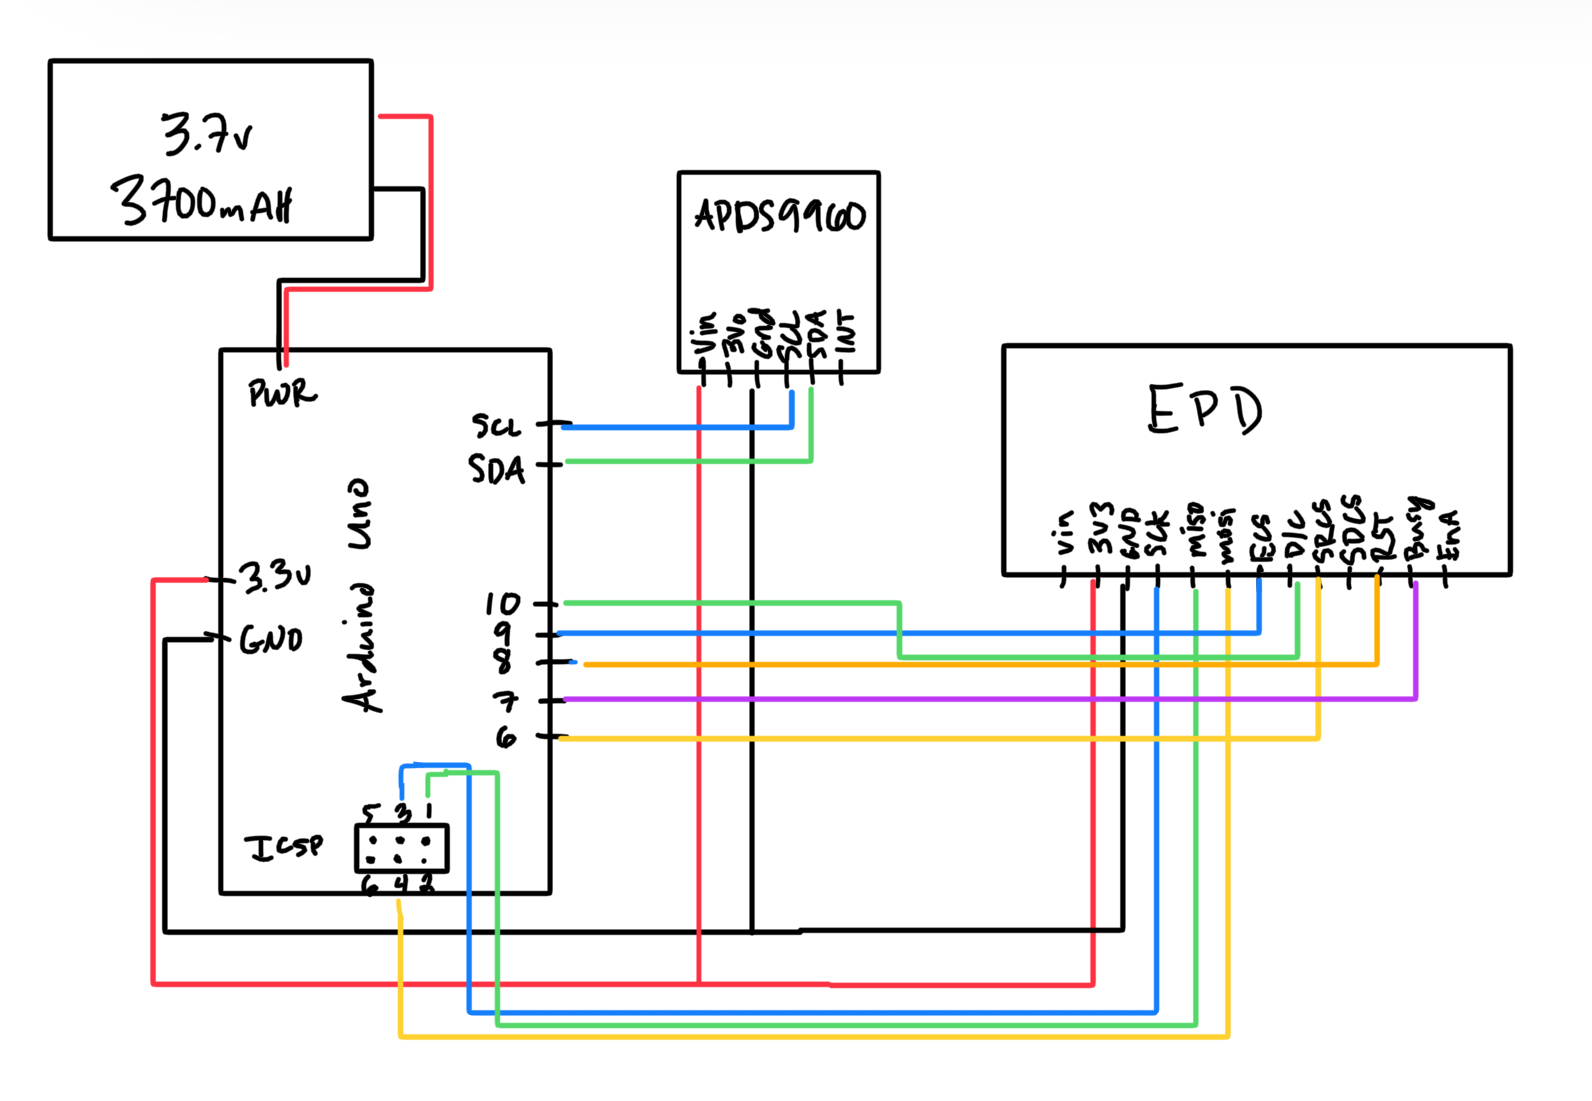 3.7v
3700mAH
APDS9960
Vin
3Vo
Gnd
SCL
SDA
INT
PWR
SCL
SDA
Arduino Uno
3.3v
GND
10
9
8
7
6
EPD
Vin
3V3
GND
SCK
miso
mosi
ECS
D/C
SRCS
SDCS
RST
Busy
EnA
ICSP
5 3 1
6 4 2